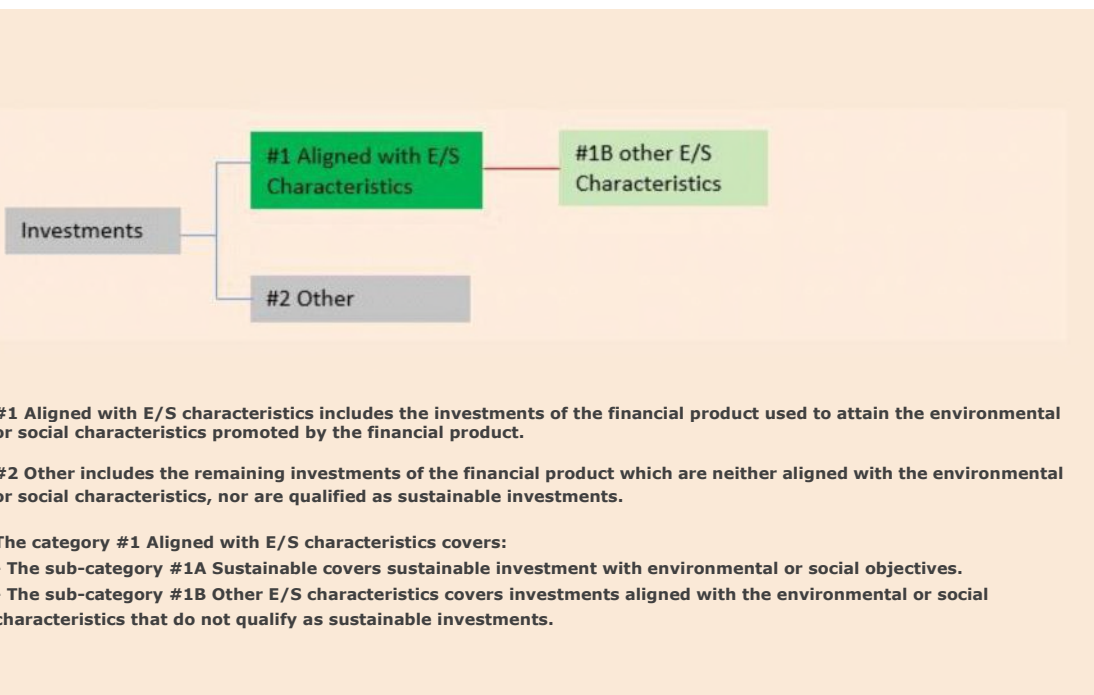 #1 Aligned with E/S
Characteristics
#1B other E/S
Characteristics
Investments
#2 Other
#1 Aligned with E/S characteristics includes the investments of the financial product used to attain the environmental
or social characteristics promoted by the financial product.
#2 Other includes the remaining investments of the financial product which are neither aligned with the environmental
or social characteristics, nor are qualified as sustainable investments.
The category #1 Aligned with E/S characteristics covers:
- The sub-category #1A Sustainable covers sustainable investment with environmental or social objectives.
- The sub-category #1B Other E/S characteristics covers investments aligned with the environmental or social
characteristics that do not qualify as sustainable investments.